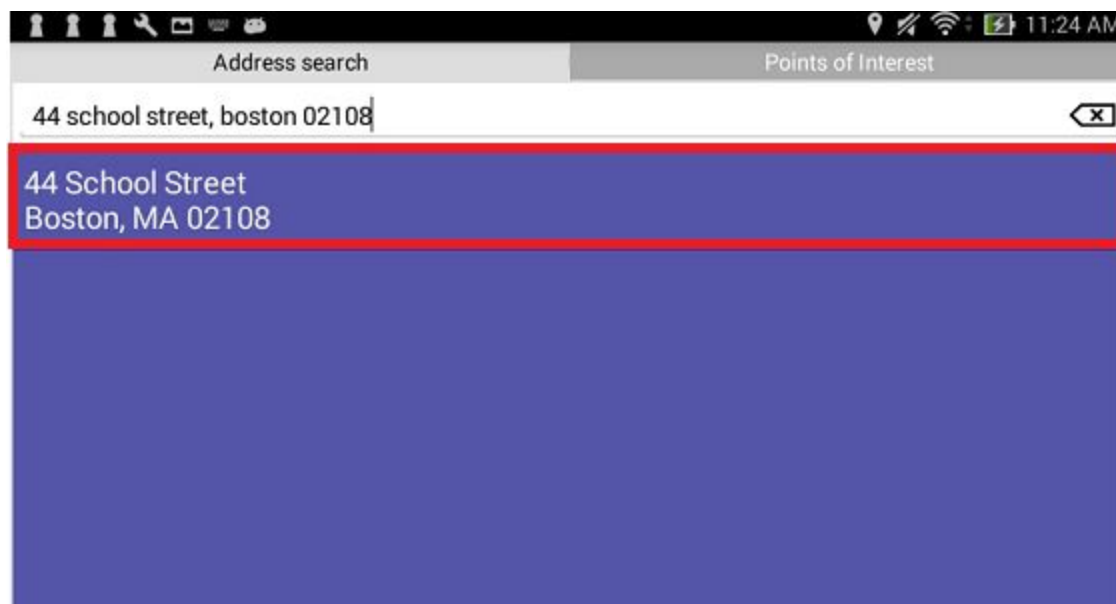 11:24 AM
Address search
Points of Interest
44 school street, boston 02108
44 School Street
Boston, MA 02108